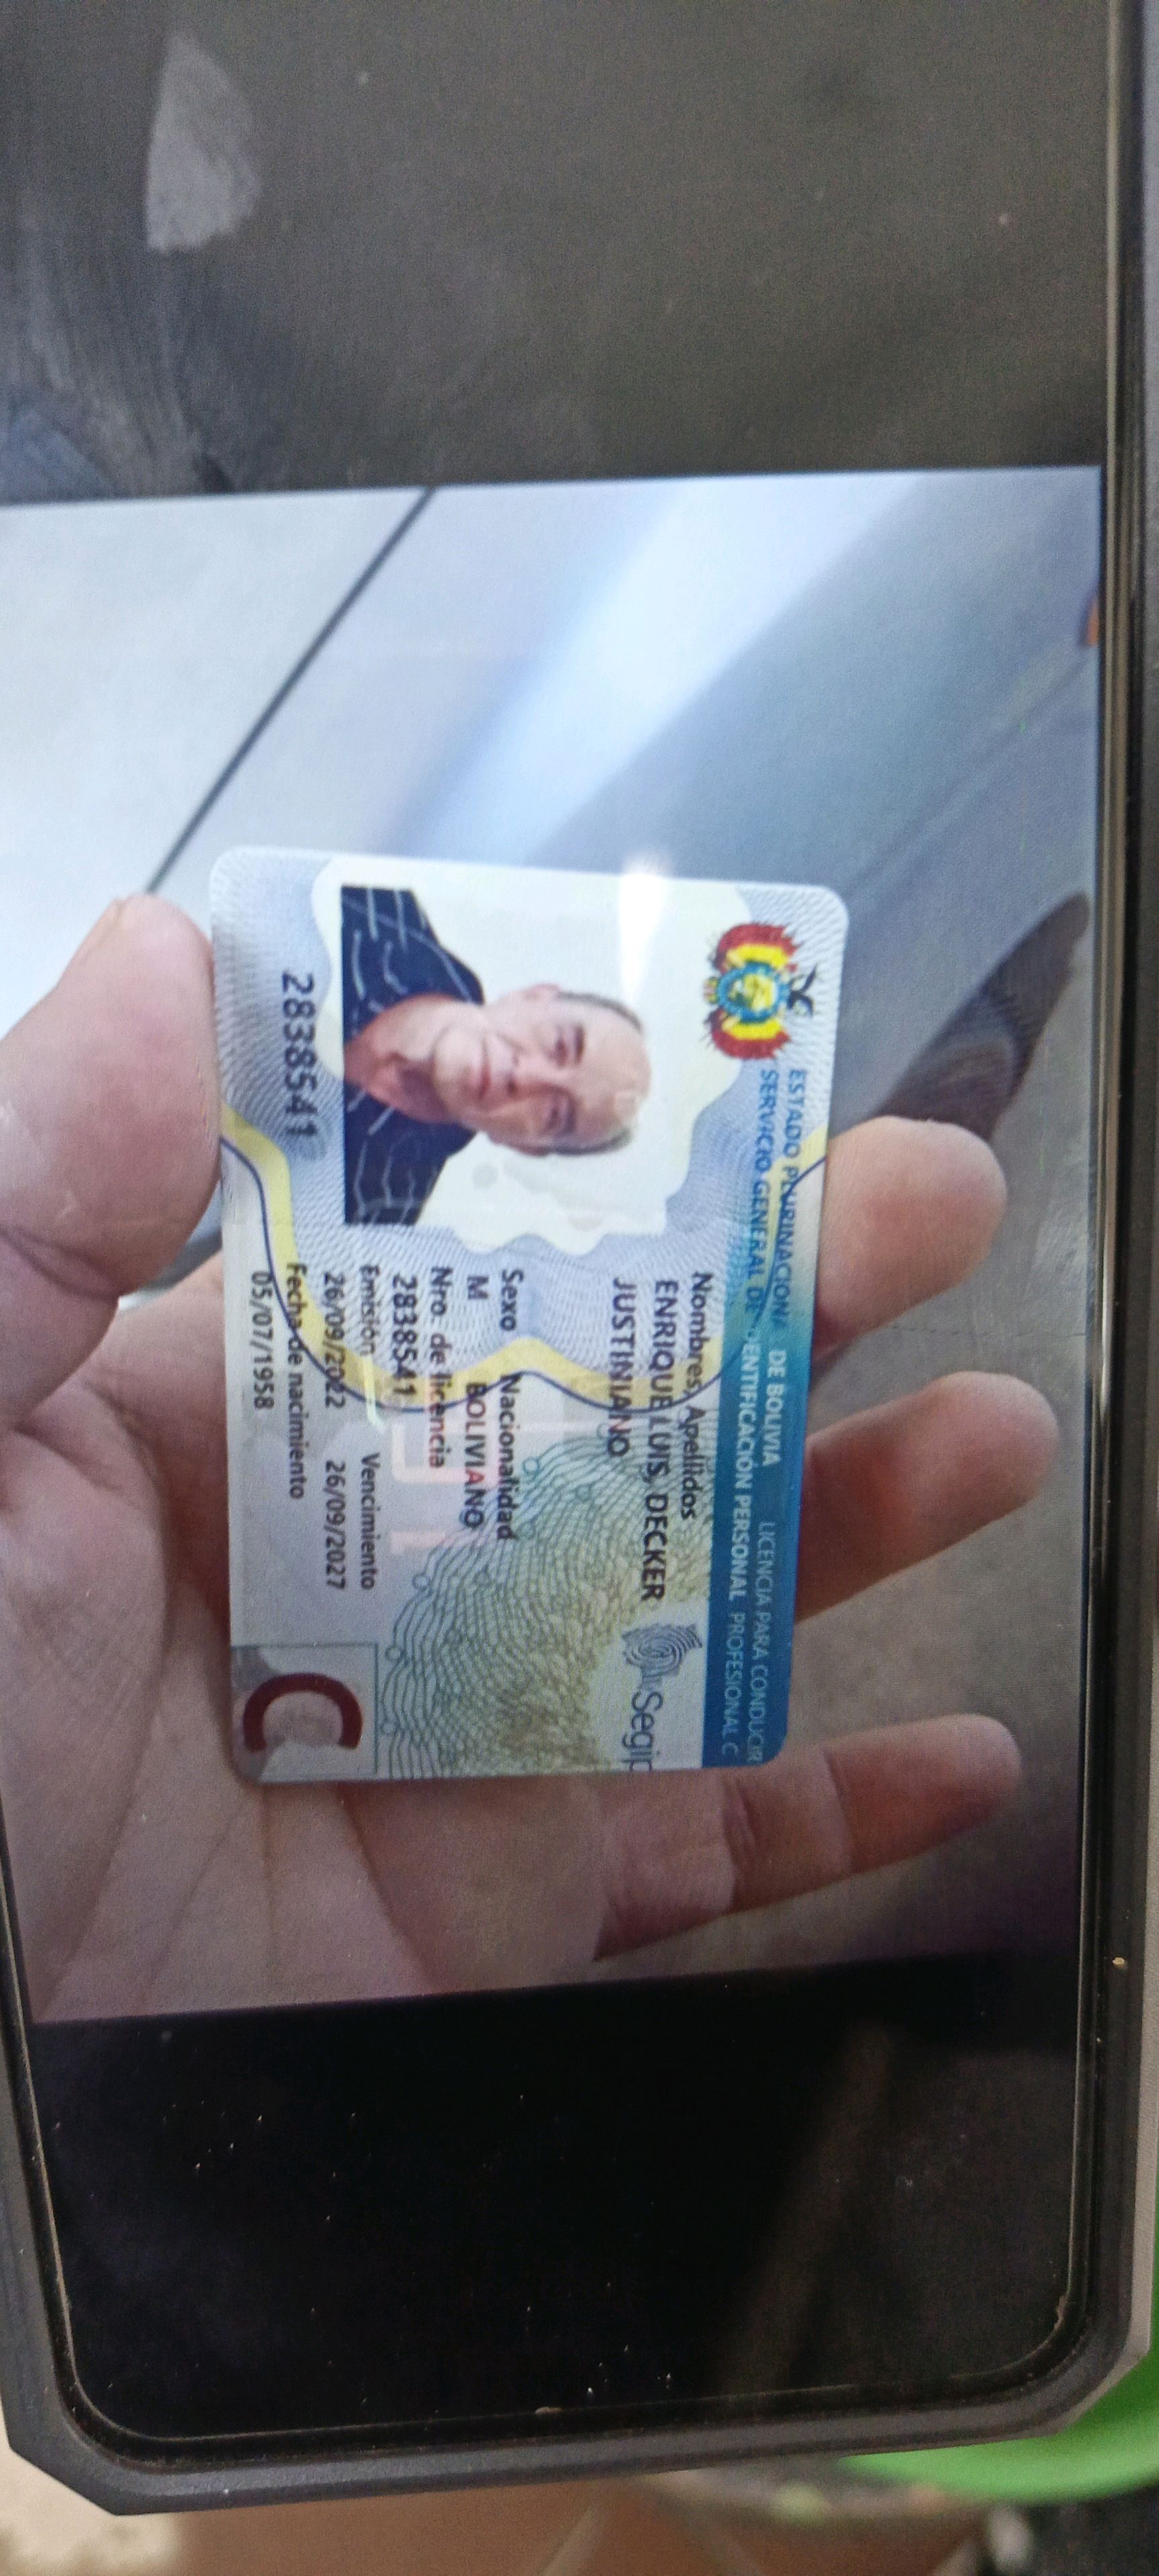 ESTADO PLURINACIONAL DE BOLIVIA LICENCIA PARA CONDUCIR
SERVICIO GENERAL DE IDENTIFICACIÓN PERSONAL PROFESIONAL C
Nombres, Apellidos
ENRIQUE LUIS DECKER
JUSTINIANO
Segip
Sexo Nacionalidad
M BOLIVIANO
Nro. de licencia
2838541
Emisión Vencimiento
26/09/2022 26/09/2027
Fecha de nacimiento
05/07/1958
2838541
C